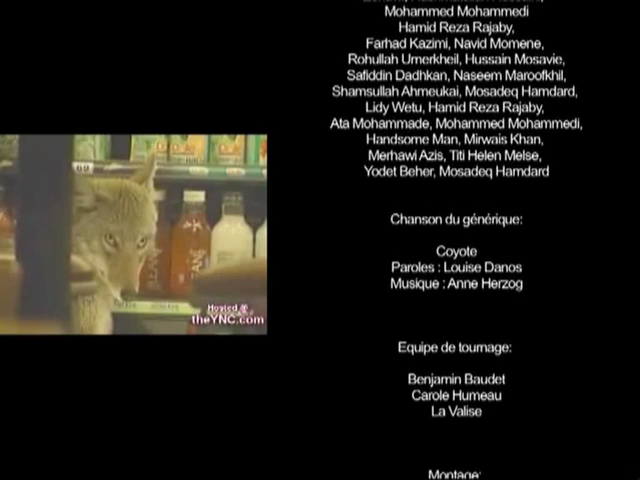 Mohammed Mohammedi
Hamid Reza Rajaby,
Farhad Kazimi, Navid Momene,
Rohullah Umerkheil, Hussain Mosavie,
Safiddin Dadhkan, Naseem Maroofkhil,
Shamsullah Ahmeukai, Mosadeq Hamdard,
Lidy Wetu, Hamid Reza Rajaby,
Ata Mohammade, Mohammed Mohammedi,
Handsome Man, Mirwais Khan,
Merhawi Azis, Titi Helen Melse,
Yodet Beher, Mosadeq Hamdard
Chanson du générique:
Coyote
Paroles : Louise Danos
Musique : Anne Herzog
Equipe de tournage:
Benjamin Baudet
Carole Humeau
La Valise
Montage:
69
Hosted @
theYNC.com